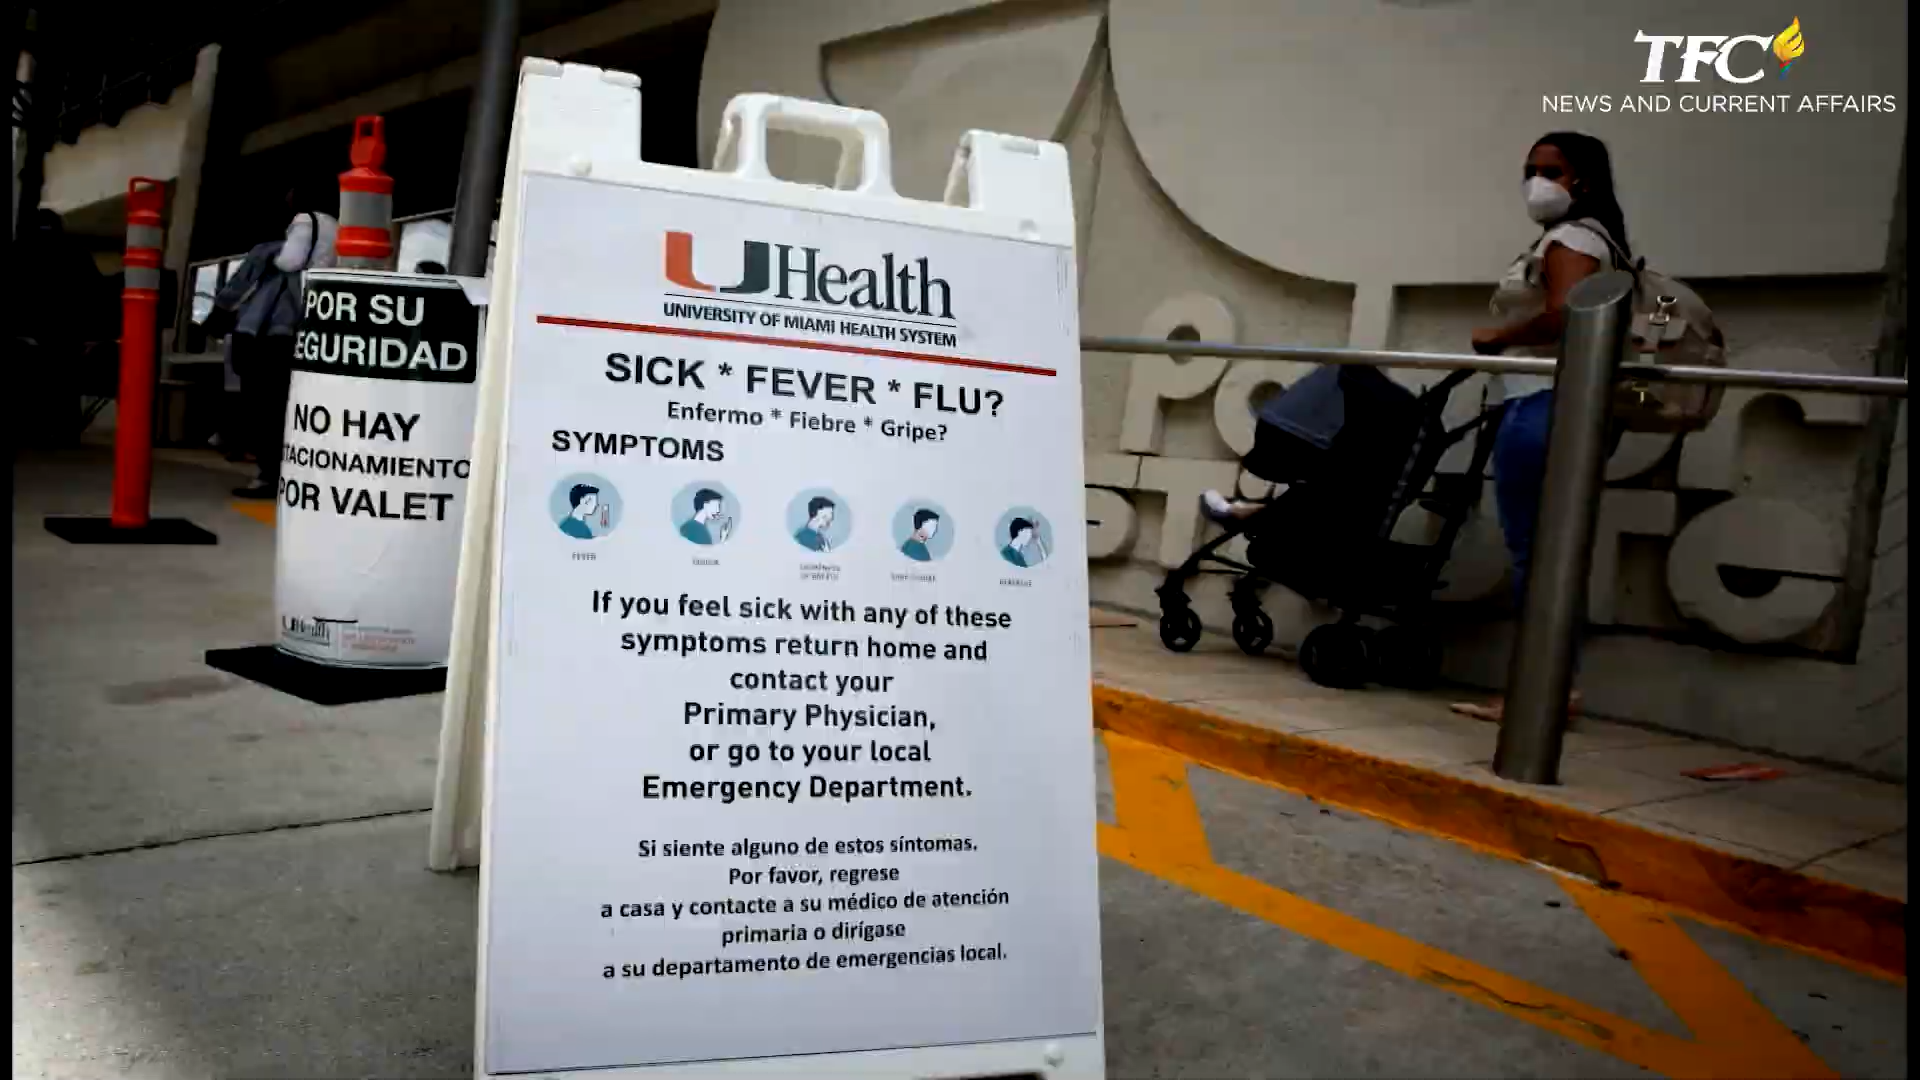 TFC
NEWS AND CURRENT AFFAIRS
POR SU
EGURIDAD
NO HAY
TACIONAMIENTO
POR VALET
UHealth
UHealth
UNIVERSITY OF MIAMI HEALTH SYSTEM
SICK * FEVER * FLU?
Enfermo * Fiebre * Gripe?
SYMPTOMS
FEVER
If you feel sick with any of these
symptoms return home and
contact your
Primary Physician,
or go to your local
Emergency Department.
Si siente alguno de estos síntomas.
Por favor, regrese
a casa y contacte a su médico de atención
primaria o dirígase
a su departamento de emergencias local.